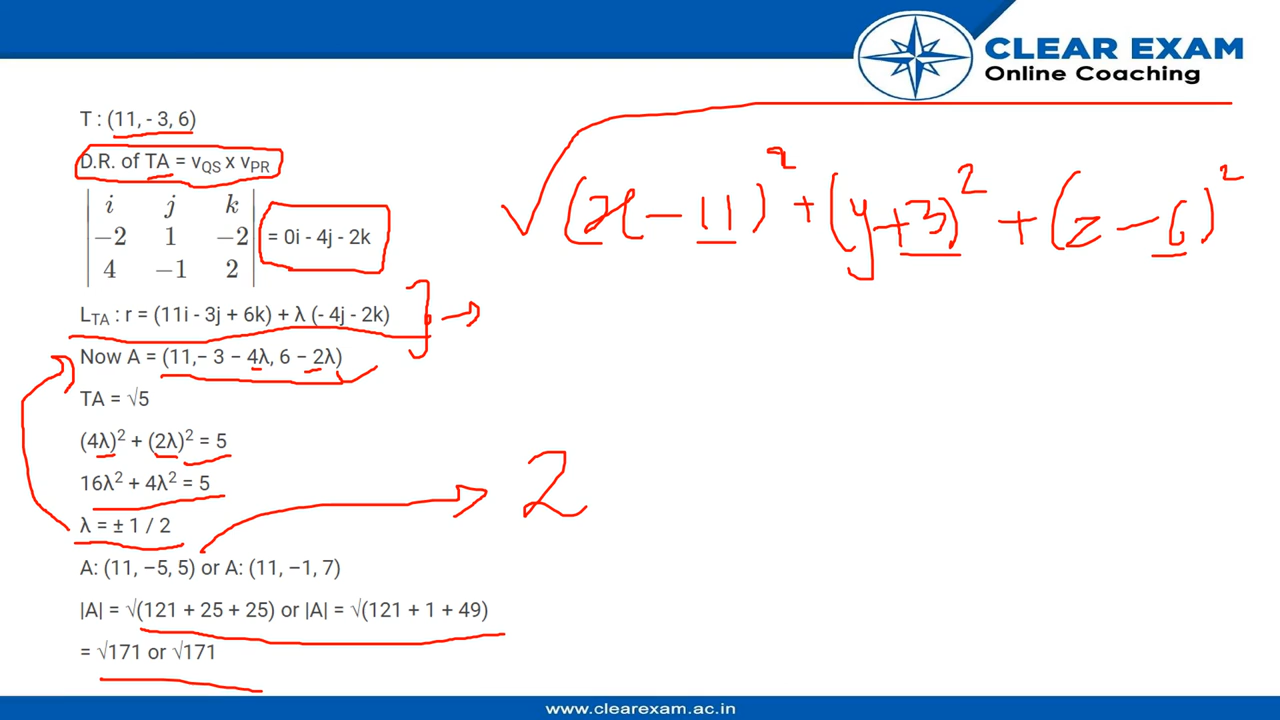 CLEAR EXAM
Online Coaching
T : (11, - 3, 6)
D.R. of TA = v_QS x v_PR
| i j k |
| −2 1 −2 | = 0i - 4j - 2k
| 4 −1 2 |
L_TA : r = (11i - 3j + 6k) + λ (- 4j - 2k)
Now A = (11,− 3 − 4λ, 6 − 2λ)
TA = √5
(4λ)² + (2λ)² = 5
16λ² + 4λ² = 5
λ = ± 1 / 2
A: (11, −5, 5) or A: (11, −1, 7)
|A| = √(121 + 25 + 25) or |A| = √(121 + 1 + 49)
= √171 or √171
√(x − 11)² + (y + 3)² + (z − 6)²
2
www.clearexam.ac.in